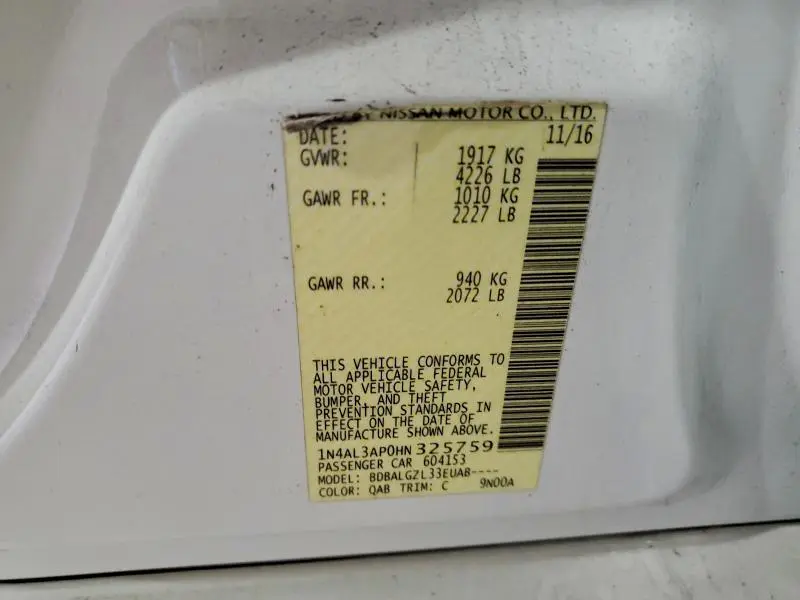 BY NISSAN MOTOR CO., LTD.
DATE: 11/16
GVWR: 1917 KG
4226 LB
GAWR FR.: 1010 KG
2227 LB
GAWR RR.: 940 KG
2072 LB
THIS VEHICLE CONFORMS TO
ALL APPLICABLE FEDERAL
MOTOR VEHICLE SAFETY,
BUMPER, AND THEFT
PREVENTION STANDARDS IN
EFFECT ON THE DATE OF
MANUFACTURE SHOWN ABOVE.
1N4AL3AP0HN325759
PASSENGER CAR 604153
MODEL: BDBALGZL33EUAB----
COLOR: QAB TRIM: C 9N00A